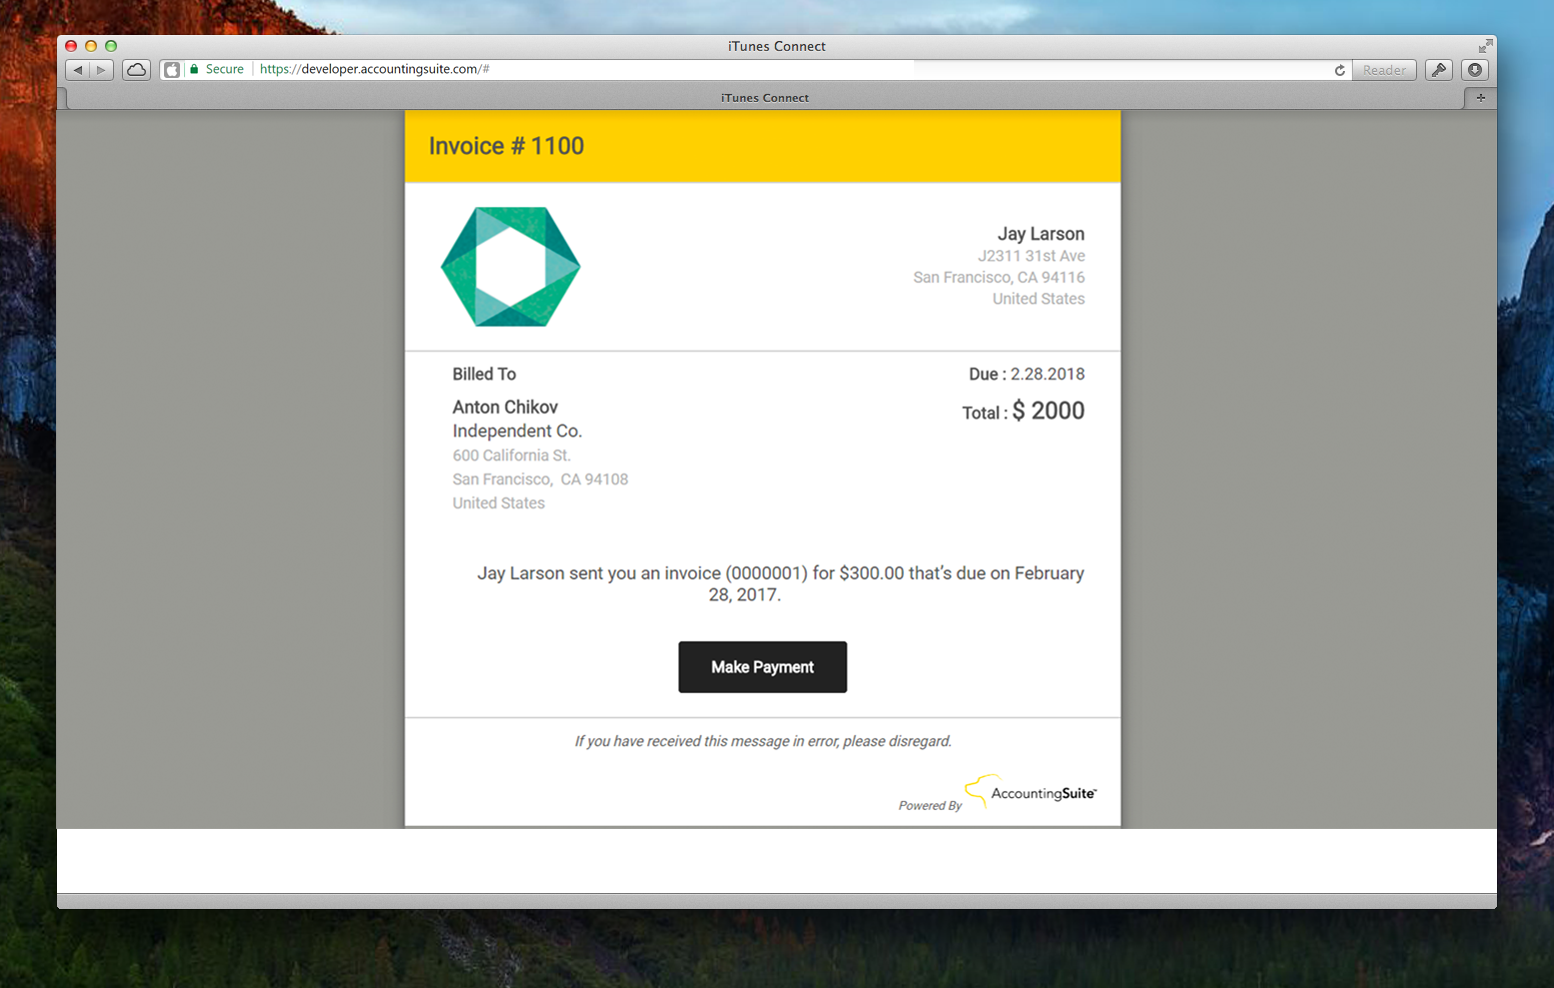 iTunes Connect
Secure https://developer.accountingsuite.com/# Reader
iTunes Connect
Invoice # 1100
Jay Larson
J2311 31st Ave
San Francisco, CA 94116
United States
Billed To
Due : 2.28.2018
Anton Chikov
Total : $ 2000
Independent Co.
600 California St.
San Francisco, CA 94108
United States
Jay Larson sent you an invoice (0000001) for $300.00 that’s due on February
28, 2017.
Make Payment
If you have received this message in error, please disregard.
Powered By AccountingSuite™